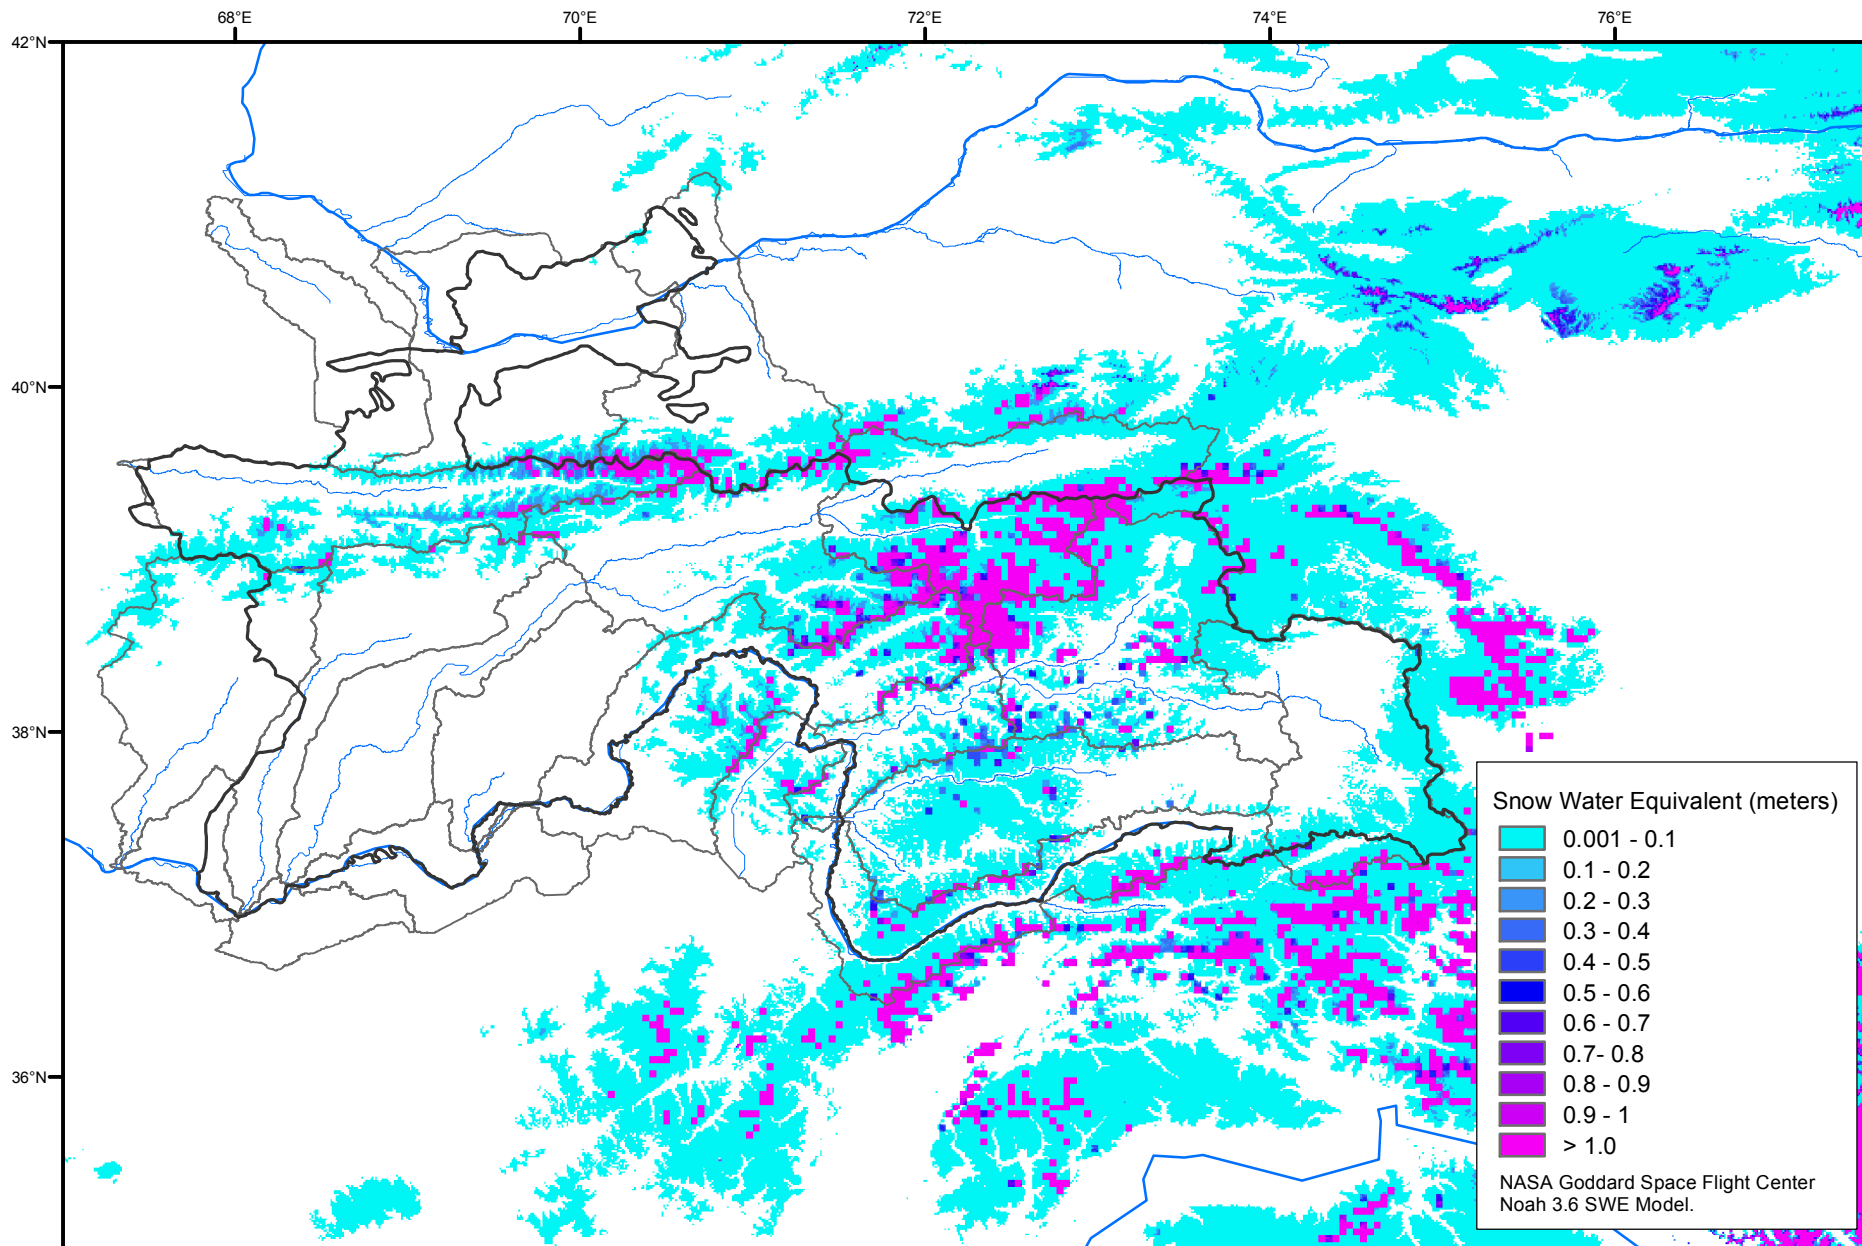 68°E
70°E
72°E
74°E
76°E
42°N
40°N
38°N
36°N
Snow Water Equivalent (meters)
0.001 - 0.1
0.1 - 0.2
0.2 - 0.3
0.3 - 0.4
0.4 - 0.5
0.5 - 0.6
0.6 - 0.7
0.7- 0.8
0.8 - 0.9
0.9 - 1
> 1.0
NASA Goddard Space Flight Center
Noah 3.6 SWE Model.